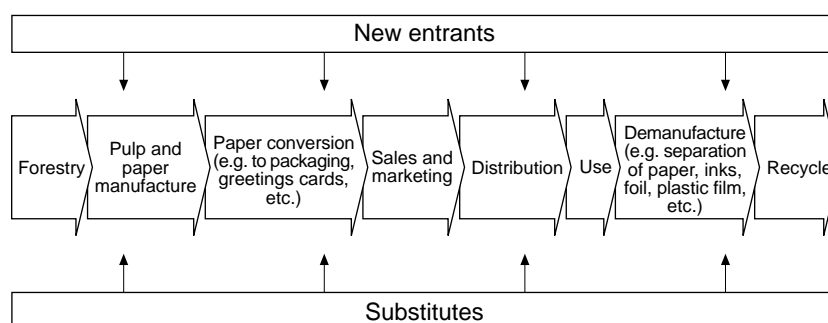 New entrants
Forestry
Pulp and
paper
manufacture
Paper conversion
(e.g. to packaging,
greetings cards,
etc.)
Sales and
marketing
Distribution
Use
Demanufacture
(e.g. separation
of paper, inks,
foil, plastic film,
etc.)
Recycle
Substitutes